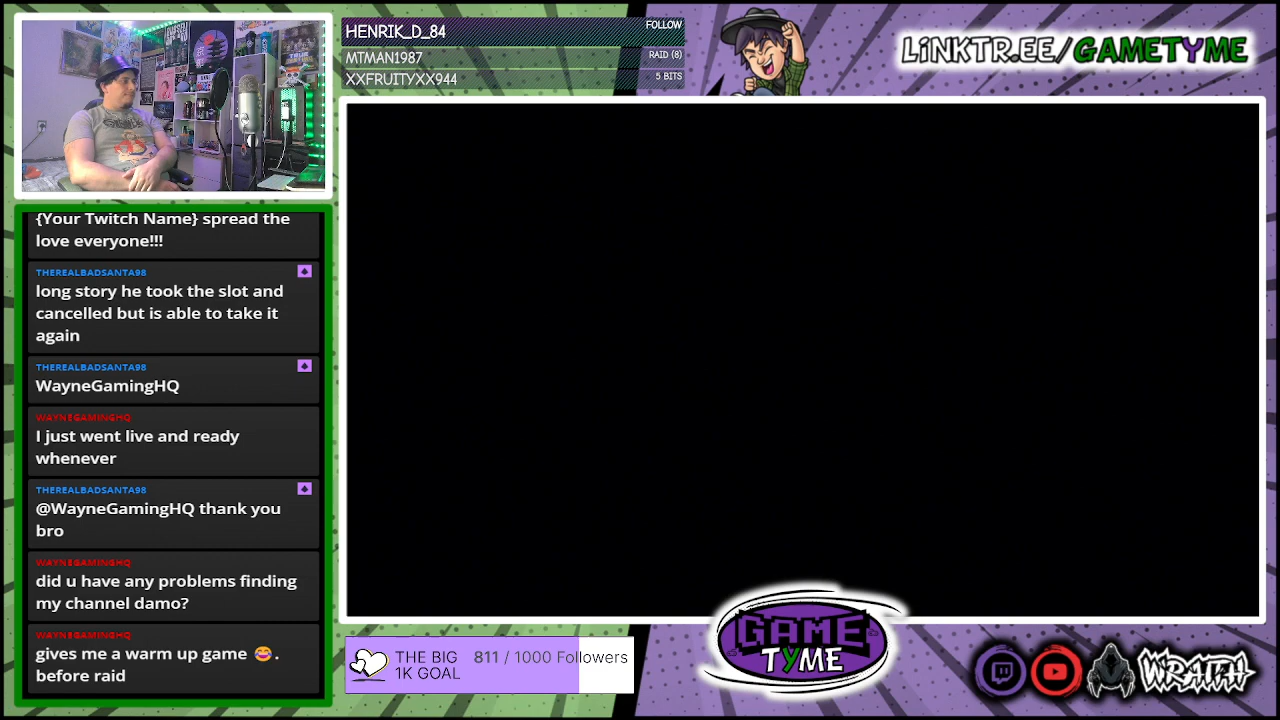 HENRIK_D_84
FOLLOW
MTMAN1987
RAID (8)
XXFRUITYXX944
5 BITS
LiNKTR.EE/GAMETYME
{Your Twitch Name} spread the
love everyone!!!
THEREALBADSANTA98
long story he took the slot and
cancelled but is able to take it
again
THEREALBADSANTA98
WayneGamingHQ
WAYNEGAMINGHQ
I just went live and ready
whenever
THEREALBADSANTA98
@WayneGamingHQ thank you
bro
WAYNEGAMINGHQ
did u have any problems finding
my channel damo?
WAYNEGAMINGHQ
gives me a warm up game 😂.
before raid
THE BIG
1K GOAL
811 / 1000 Followers
GAME
TYME
WRATH